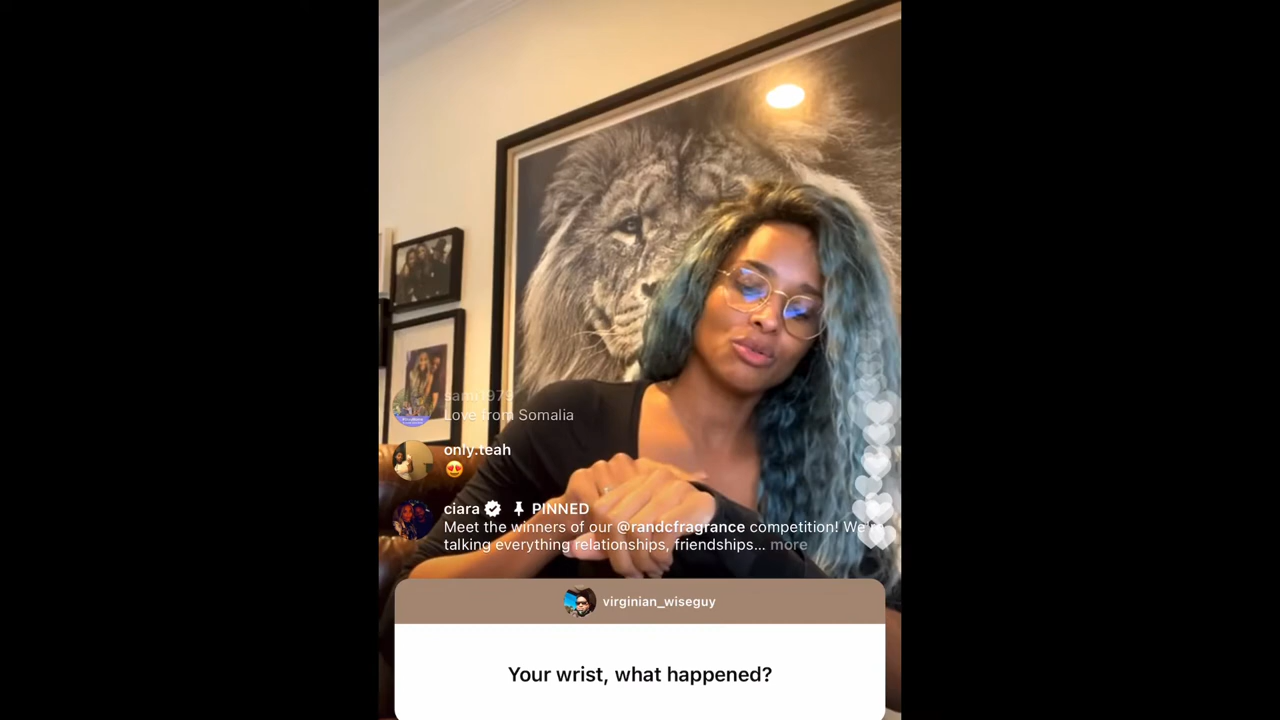 sana1979
Love from Somalia
only.teah
ciara PINNED
Meet the winners of our @randcfragrance competition! We're
talking everything relationships, friendships... more
virginian_wiseguy
Your wrist, what happened?